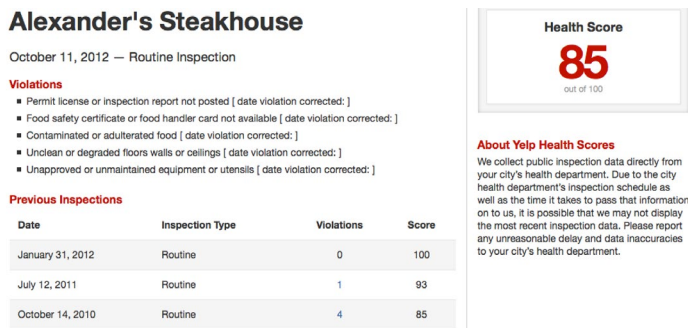 Alexander's Steakhouse
October 11, 2012 — Routine Inspection
Violations
Permit license or inspection report not posted [ date violation corrected: ]
Food safety certificate or food handler card not available [ date violation corrected: ]
Contaminated or adulterated food [ date violation corrected: ]
Unclean or degraded floors walls or ceilings [ date violation corrected: ]
Unapproved or unmaintained equipment or utensils [ date violation corrected: ]
Previous Inspections
Date Inspection Type Violations Score
January 31, 2012 Routine 0 100
July 12, 2011 Routine 1 93
October 14, 2010 Routine 4 85
Health Score
85
out of 100
About Yelp Health Scores
We collect public inspection data directly from
your city's health department. Due to the city
health department's inspection schedule as
well as the time it takes to pass that information
on to us, it is possible that we may not display
the most recent inspection data. Please report
any unreasonable delay and data inaccuracies
to your city's health department.